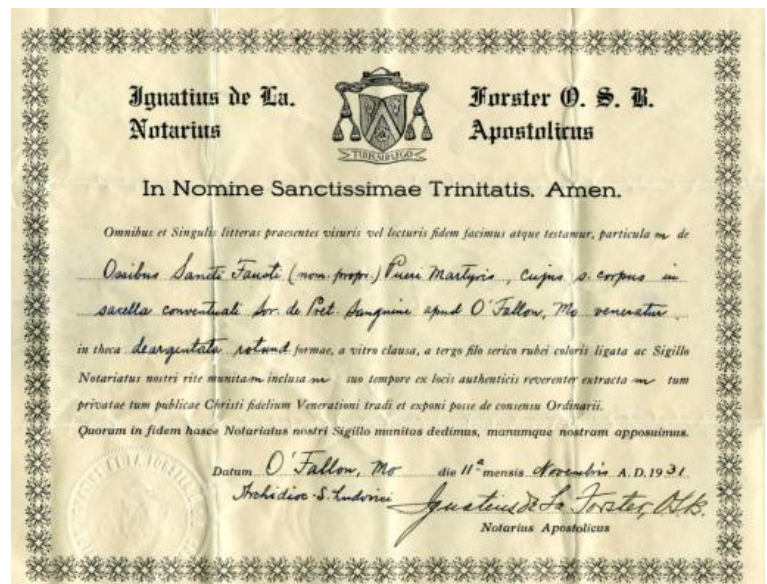 Ignatius de La. Forster O. S. B.
Notarius Apostolicus
In Nomine Sanctissimae Trinitatis. Amen.
Omnibus et Singulis litteras praesentes visuris vel lecturis fidem facimus atque testamur, particula m de
Ossibus Sancti Fausti (nom. propr.) Pueri Martyris, cujus s. corpus in
sacella conventuali Sor. de Pret. Sanguine apud O'Fallon, Mo veneratur
in theca deargentata rotund formae, a vitro clausa, a tergo filo serico rubei coloris ligata ac Sigillo
Notariatus nostri rite munitam inclusa m suo tempore ex locis authenticis reverenter extracta m tum
privatae tum publicae Christi fidelium Venerationi tradi et exponi posse de consensu Ordinarii.
Quorum in fidem hasce Notariatus nostri Sigillo munitas dedimus, manumque nostram apposuimus.
Datum O'Fallon, Mo die 11ª mensis Novembris A. D. 1931
Archidioc. S. Ludovici Ignatius de La Forster, O.S.B.
Notarius Apostolicus